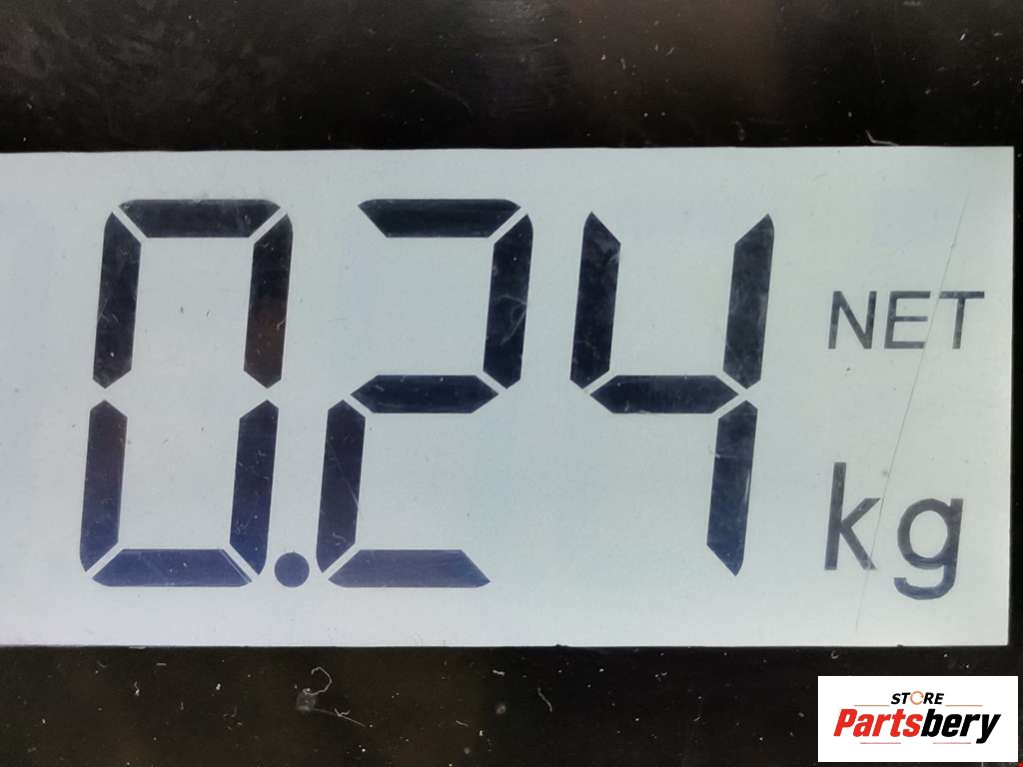 0.24 NET
kg
STORE
Partsbery